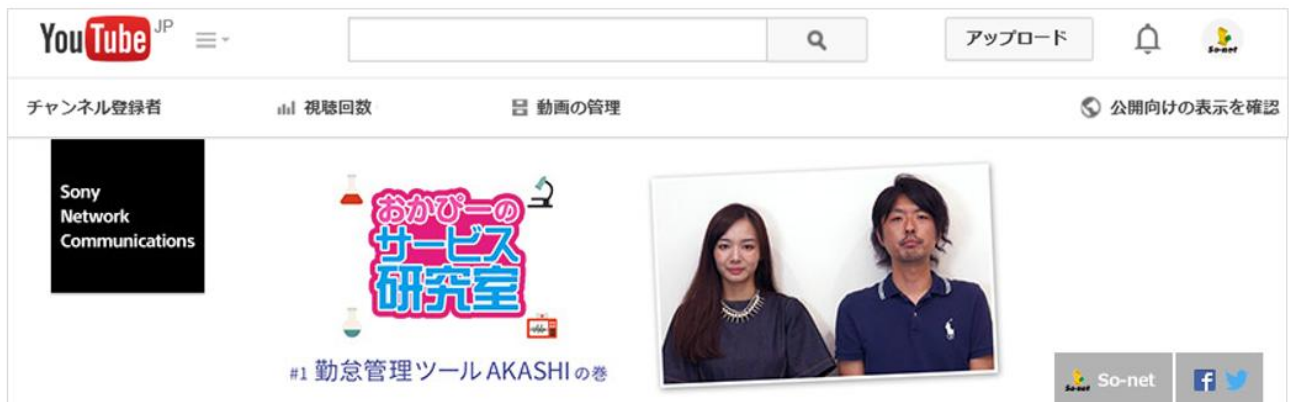 YouTube JP
アップロード
So-net
チャンネル登録者
視聴回数
動画の管理
公開向けの表示を確認
Sony
Network
Communications
おかぴーの
サービス
研究室
#1 勤怠管理ツール AKASHI の巻
So-net
So-net